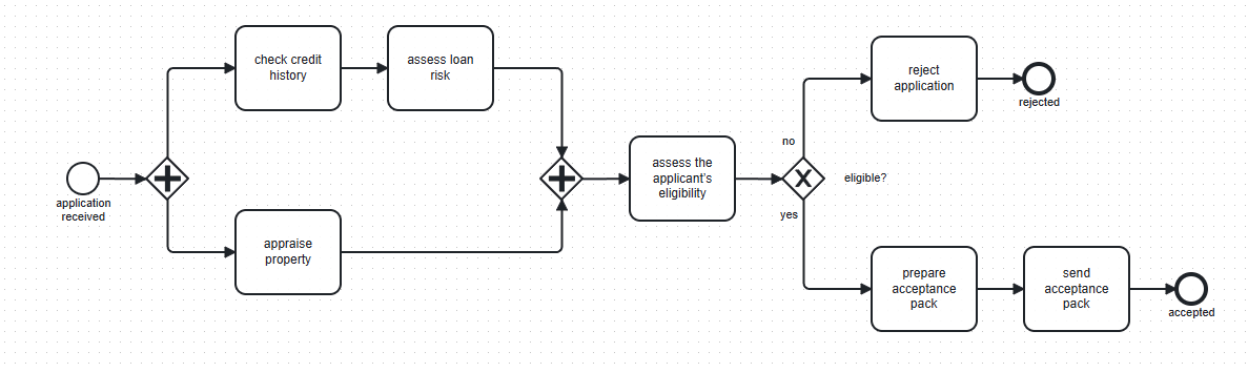 application
received
check credit
history
assess loan
risk
appraise
property
assess the
applicant's
eligibility
no
eligible?
yes
reject
application
rejected
prepare
acceptance
pack
send
acceptance
pack
accepted